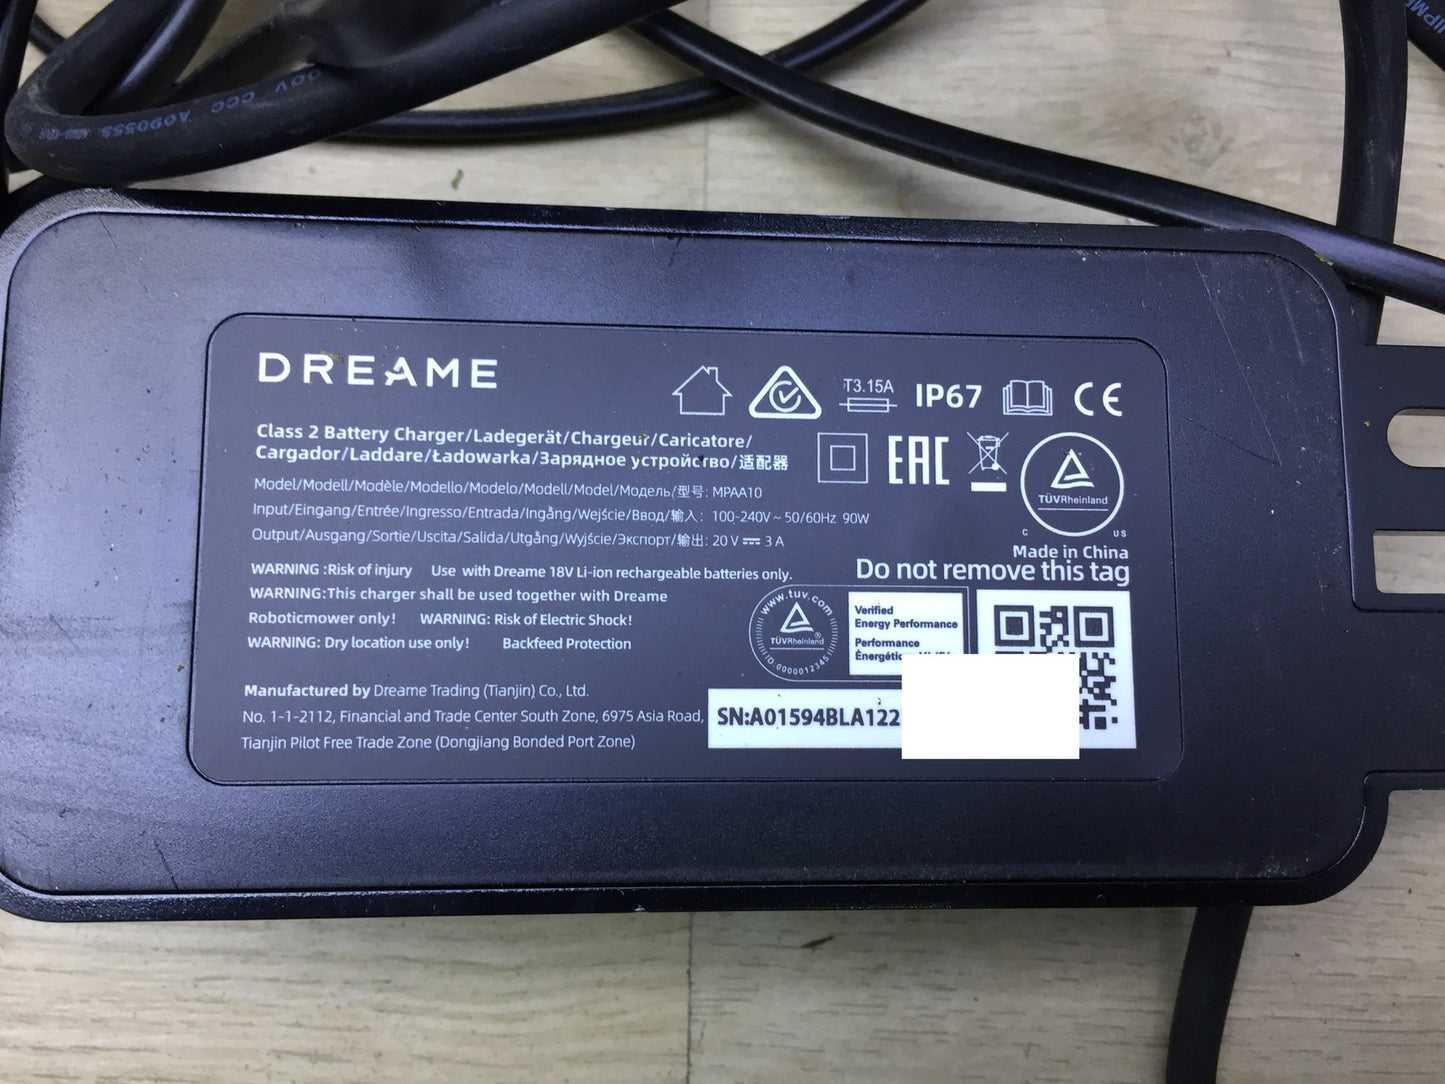 00V CCC A090555
DREAME
T3.15A
IP67
CE
Class 2 Battery Charger/Ladegerät/Chargeur/Caricatore/
Cargador/Laddare/Ładowarka/Зарядное устройство/适配器
EAC
TÜVRheinland
C US
Model/Modell/Modèle/Modello/Modelo/Modell/Model/Модель/型号: MPAA10
Input/Eingang/Entrée/Ingresso/Entrada/Ingång/Wejście/Ввод/输入: 100-240V ~ 50/60Hz 90W
Output/Ausgang/Sortie/Uscita/Salida/Utgång/Wyjście/Экспорт/输出: 20 V ⎓ 3 A
Made in China
Do not remove this tag
WARNING :Risk of injury Use with Dreame 18V Li-ion rechargeable batteries only.
WARNING:This charger shall be used together with Dreame
Roboticmower only! WARNING: Risk of Electric Shock!
WARNING: Dry location use only! Backfeed Protection
www.tuv.com
TÜVRheinland®
ID-0000012345
Verified
Energy Performance
Performance
Manufactured by Dreame Trading (Tianjin) Co., Ltd.
No. 1-1-2112, Financial and Trade Center South Zone, 6975 Asia Road,
Tianjin Pilot Free Trade Zone (Dongjiang Bonded Port Zone)
SN:A01594BLA122